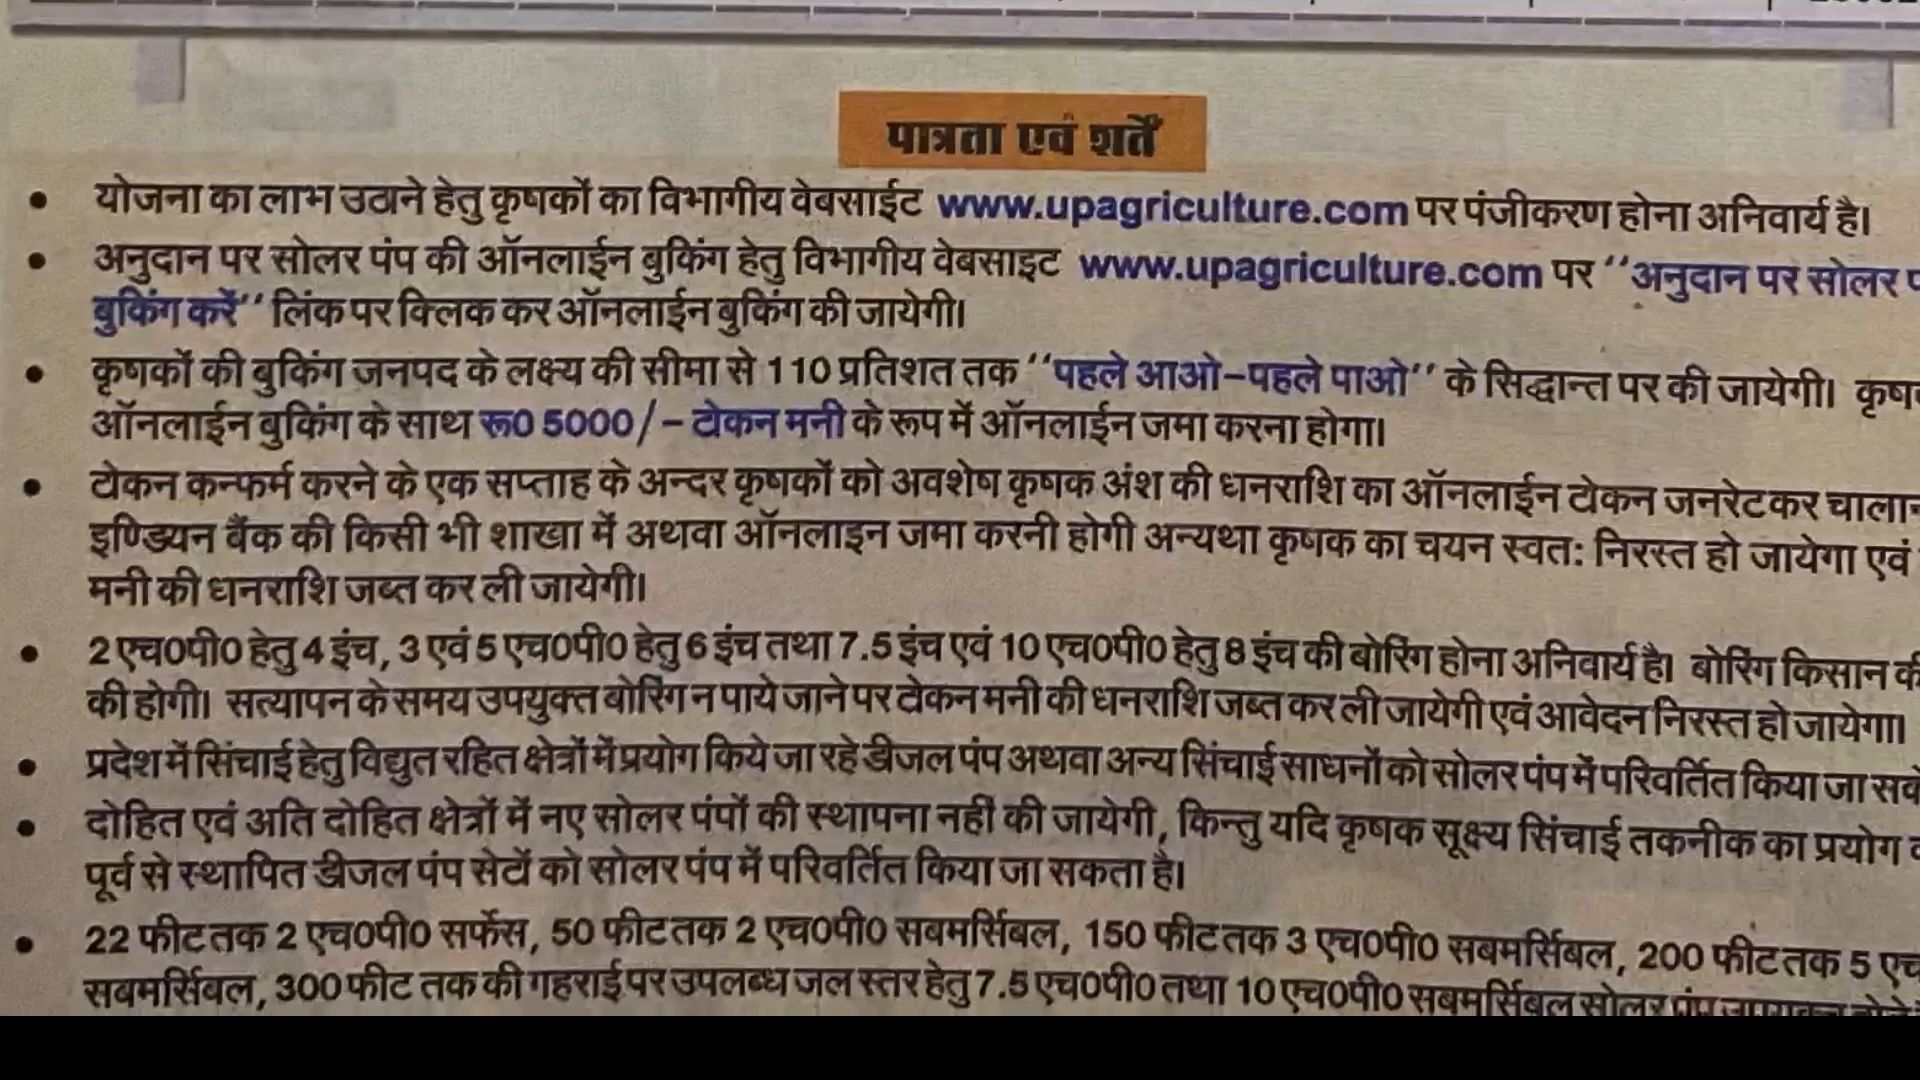 पात्रता एवं शर्तें
• योजना का लाभ उठाने हेतु कृषकों का विभागीय वेबसाईट www.upagriculture.com पर पंजीकरण होना अनिवार्य है।
• अनुदान पर सोलर पंप की ऑनलाईन बुकिंग हेतु विभागीय वेबसाइट www.upagriculture.com पर ‘‘अनुदान पर सोलर
बुकिंग करें’’ लिंक पर क्लिक कर ऑनलाईन बुकिंग की जायेगी।
• कृषकों की बुकिंग जनपद के लक्ष्य की सीमा से 110 प्रतिशत तक ‘‘पहले आओ-पहले पाओ’’ के सिद्धान्त पर की जायेगी।
ऑनलाईन बुकिंग के साथ रू0 5000/- टोकन मनी के रूप में ऑनलाईन जमा करना होगा।
• टोकन कन्फर्म करने के एक सप्ताह के अन्दर कृषकों को अवशेष कृषक अंश की धनराशि का ऑनलाईन टोकन जनरेटकर चालान
इण्डियन बैंक की किसी भी शाखा में अथवा ऑनलाइन जमा करनी होगी अन्यथा कृषक का चयन स्वत: निरस्त हो जायेगा एवं
मनी की धनराशि जब्त कर ली जायेगी।
• 2 एच0पी0 हेतु 4 इंच, 3 एवं 5 एच0पी0 हेतु 6 इंच तथा 7.5 इंच एवं 10 एच0पी0 हेतु 8 इंच की बोरिंग होना अनिवार्य है। बोरिंग किसान की
की होगी। सत्यापन के समय उपयुक्त बोरिंग न पाये जाने पर टोकन मनी की धनराशि जब्त कर ली जायेगी एवं आवेदन निरस्त हो जायेगा।
• प्रदेश में सिंचाई हेतु विद्युत रहित क्षेत्रों में प्रयोग किये जा रहे डीजल पंप अथवा अन्य सिंचाई साधनों को सोलर पंप में परिवर्तित किया जा
• दोहित एवं अति दोहित क्षेत्रों में नए सोलर पंपों की स्थापना नहीं की जायेगी, किन्तु यदि कृषक सूक्ष्य सिंचाई तकनीक का प्रयोग
पूर्व से स्थापित डीजल पंप सेटों को सोलर पंप में परिवर्तित किया जा सकता है।
• 22 फीट तक 2 एच0पी0 सर्फेस, 50 फीट तक 2 एच0पी0 सबमर्सिबल, 150 फीट तक 3 एच0पी0 सबमर्सिबल, 200 फीट तक 5
सबमर्सिबल, 300 फीट तक की गहराई पर उपलब्ध जल स्तर हेतु 7.5 एच0पी0 तथा 10 एच0पी0 सबमर्सिबल सोलर